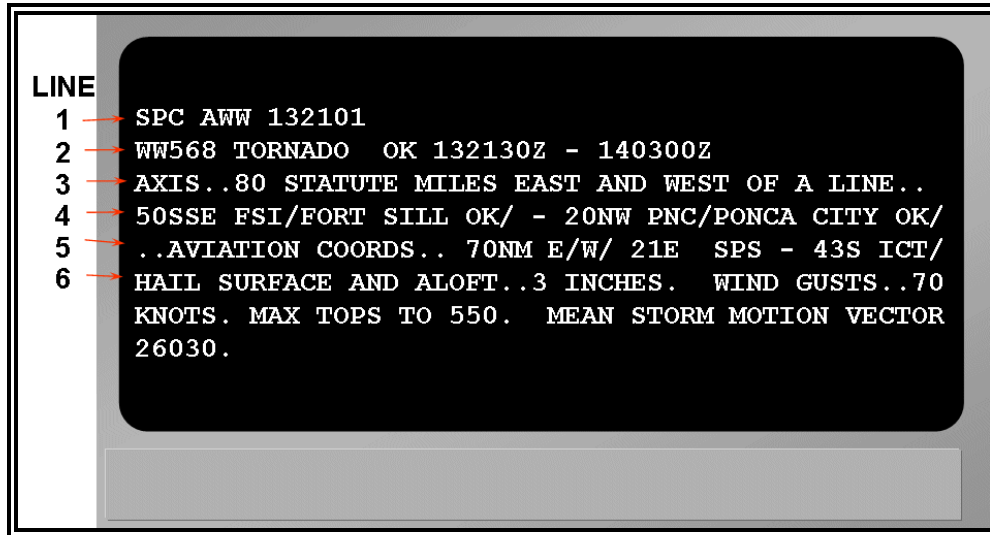 LINE
1 SPC AWW 132101
2 WW568 TORNADO OK 132130Z - 140300Z
3 AXIS..80 STATUTE MILES EAST AND WEST OF A LINE..
4 50SSE FSI/FORT SILL OK/ - 20NW PNC/PONCA CITY OK/
5 ..AVIATION COORDS.. 70NM E/W/ 21E SPS - 43S ICT/
6 HAIL SURFACE AND ALOFT..3 INCHES. WIND GUSTS..70
KNOTS. MAX TOPS TO 550. MEAN STORM MOTION VECTOR
26030.